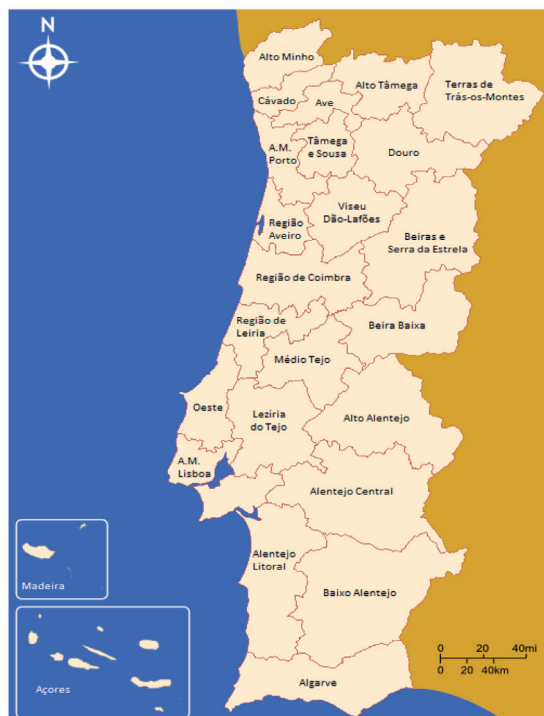 N
Alto Minho
Alto Tâmega
Terras de
Trás-os-Montes
Cávado
Ave
A.M.
Porto
Tâmega
e Sousa
Douro
Viseu
Dão-Lafões
Região
Aveiro
Beiras e
Serra da Estrela
Região de Coimbra
Região de
Leiria
Beira Baixa
Médio Tejo
Oeste
Lezíria
do Tejo
Alto Alentejo
A.M.
Lisboa
Alentejo Central
Alentejo
Litoral
Baixo Alentejo
Madeira
Açores
Algarve
0 20 40mi
0 20 40km